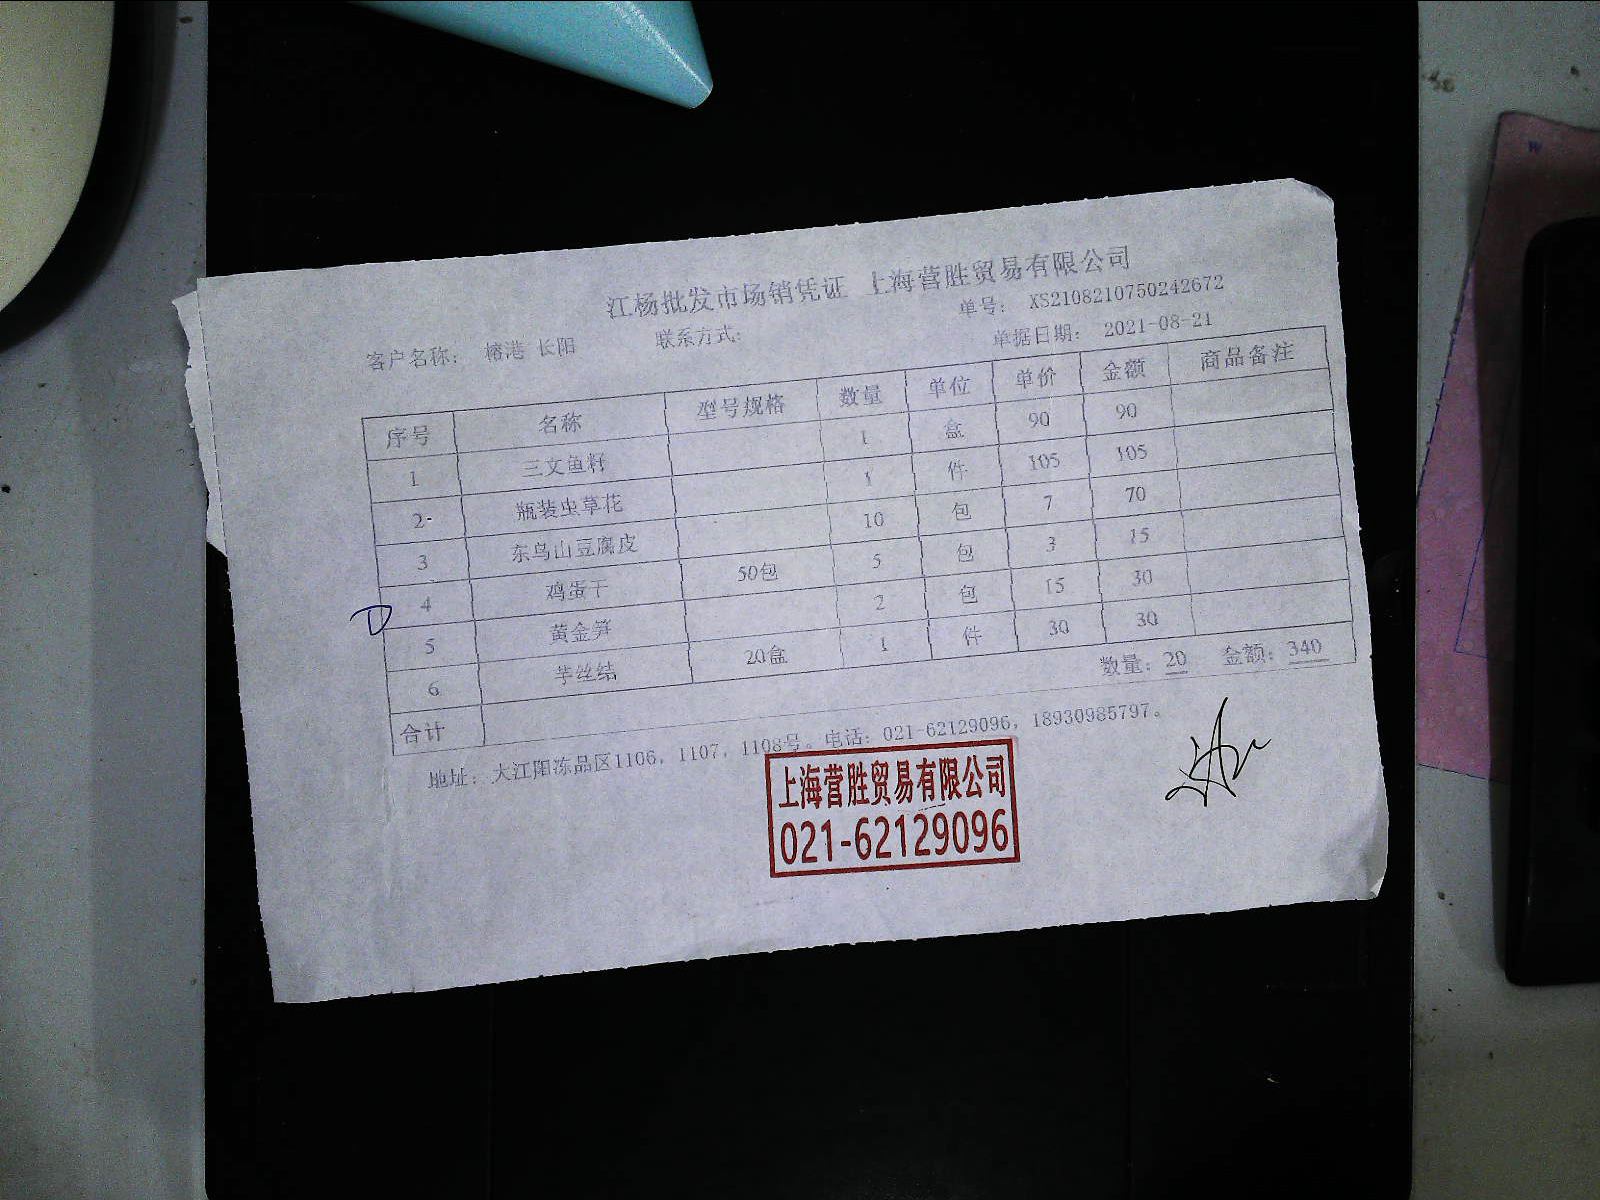 江杨批发市场销凭证 上海营胜贸易有限公司
单号: XS2108210750242672
客户名称: 榕港 长阳 联系方式: 单据日期: 2021-08-21
序号 名称 型号规格 数量 单位 单价 金额 商品备注
1 三文鱼籽 1 盒 90 90
2 瓶装虫草花 1 件 105 105
3 东鸟山豆腐皮 10 包 7 70
4 鸡蛋干 50包 5 包 3 15
5 黄金笋 2 包 15 30
6 芋丝结 20盒 1 件 30 30
合计 数量: 20 金额: 340
地址: 大江阳冻品区1106, 1107, 1108号。电话: 021-62129096, 18930985797。
上海营胜贸易有限公司
021-62129096